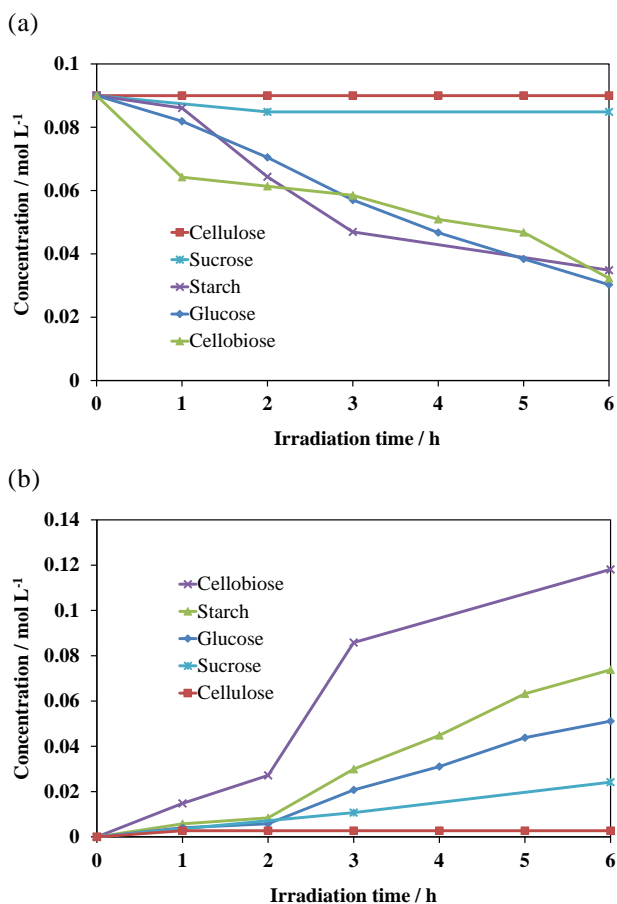 (a)
0.1
0.08
0.06
0.04
0.02
0
Concentration / mol L-1
Cellulose
Sucrose
Starch
Glucose
Cellobiose
0 1 2 3 4 5 6
Irradiation time / h
(b)
0.14
0.12
0.1
0.08
0.06
0.04
0.02
0
Concentration / mol L-1
Cellobiose
Starch
Glucose
Sucrose
Cellulose
0 1 2 3 4 5 6
Irradiation time / h